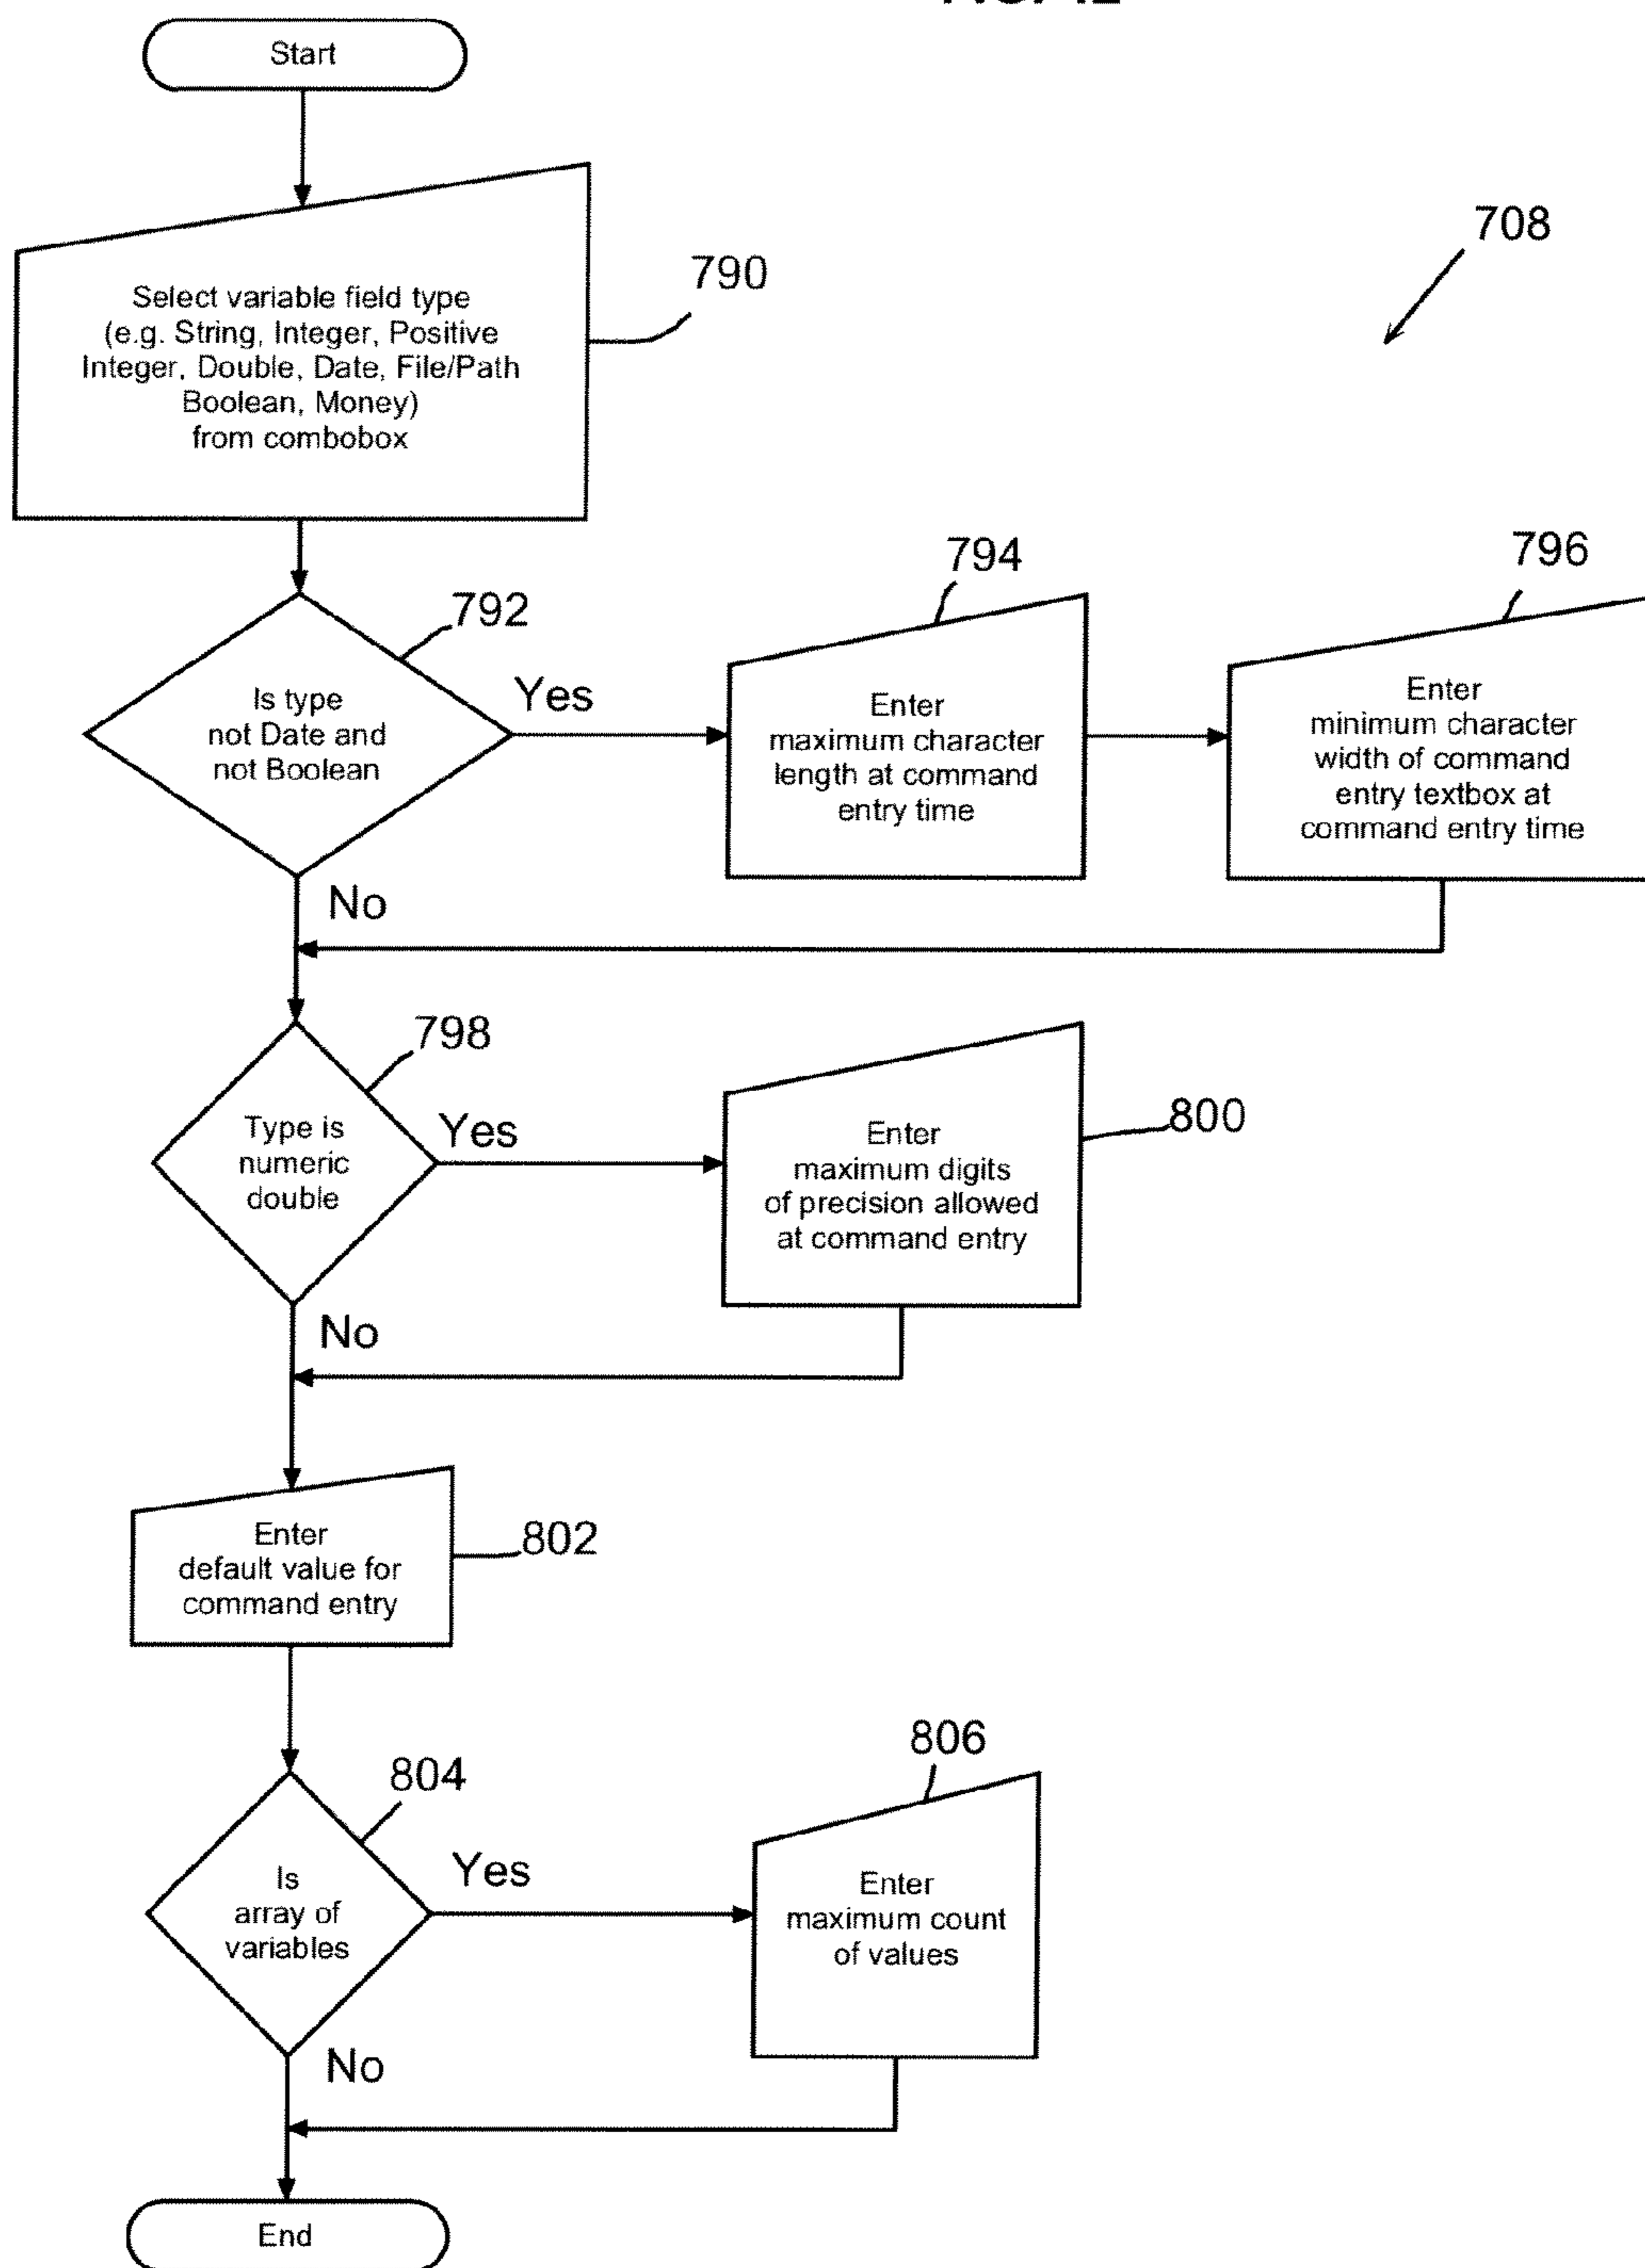 Start
708
790
Select variable field type
(e.g. String, Integer, Positive
Integer, Double, Date, File/Path
Boolean, Money)
from combobox
794
796
792
Is type
not Date and
not Boolean
Yes
Enter
maximum character
length at command
entry time
Enter
minimum character
width of command
entry textbox at
command entry time
No
798
Type is
numeric
double
Yes
Enter
maximum digits
of precision allowed
at command entry
800
No
Enter
default value for
command entry
802
804
806
Is
array of
variables
Yes
Enter
maximum count
of values
No
End